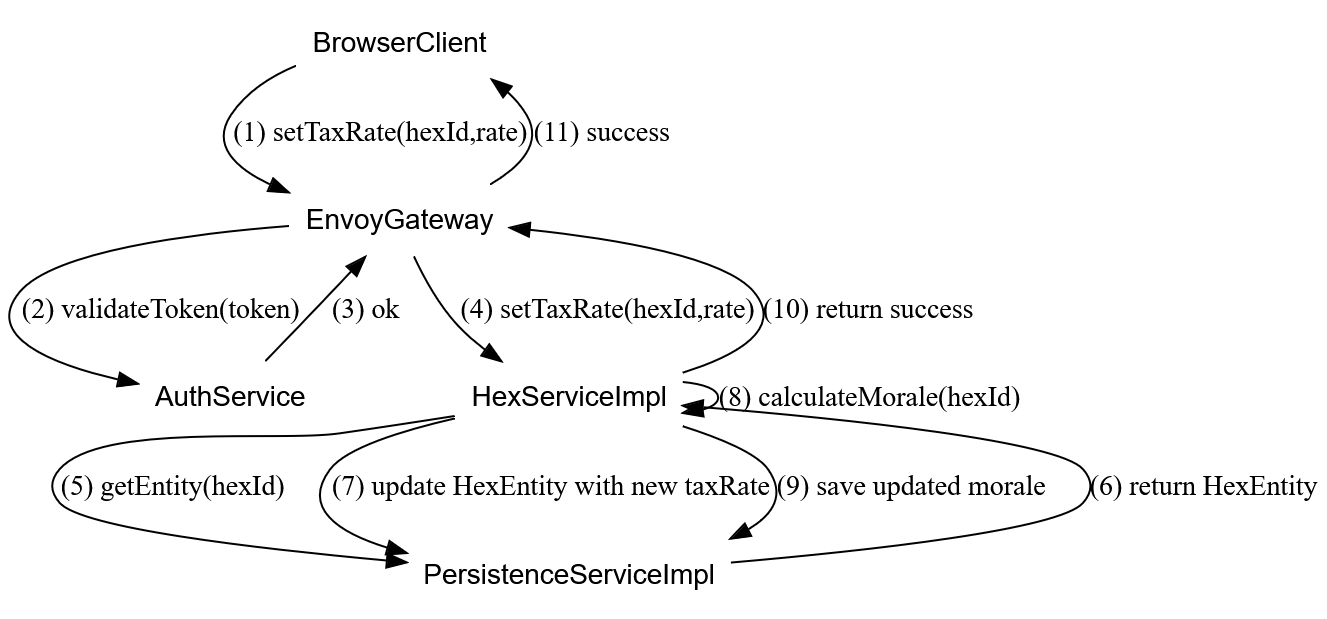 BrowserClient
(1) setTaxRate(hexId,rate)
(11) success
EnvoyGateway
(2) validateToken(token)
(3) ok
(4) setTaxRate(hexId,rate)
(10) return success
AuthService
HexServiceImpl
(8) calculateMorale(hexId)
(5) getEntity(hexId)
(7) update HexEntity with new taxRate
(9) save updated morale
(6) return HexEntity
PersistenceServiceImpl